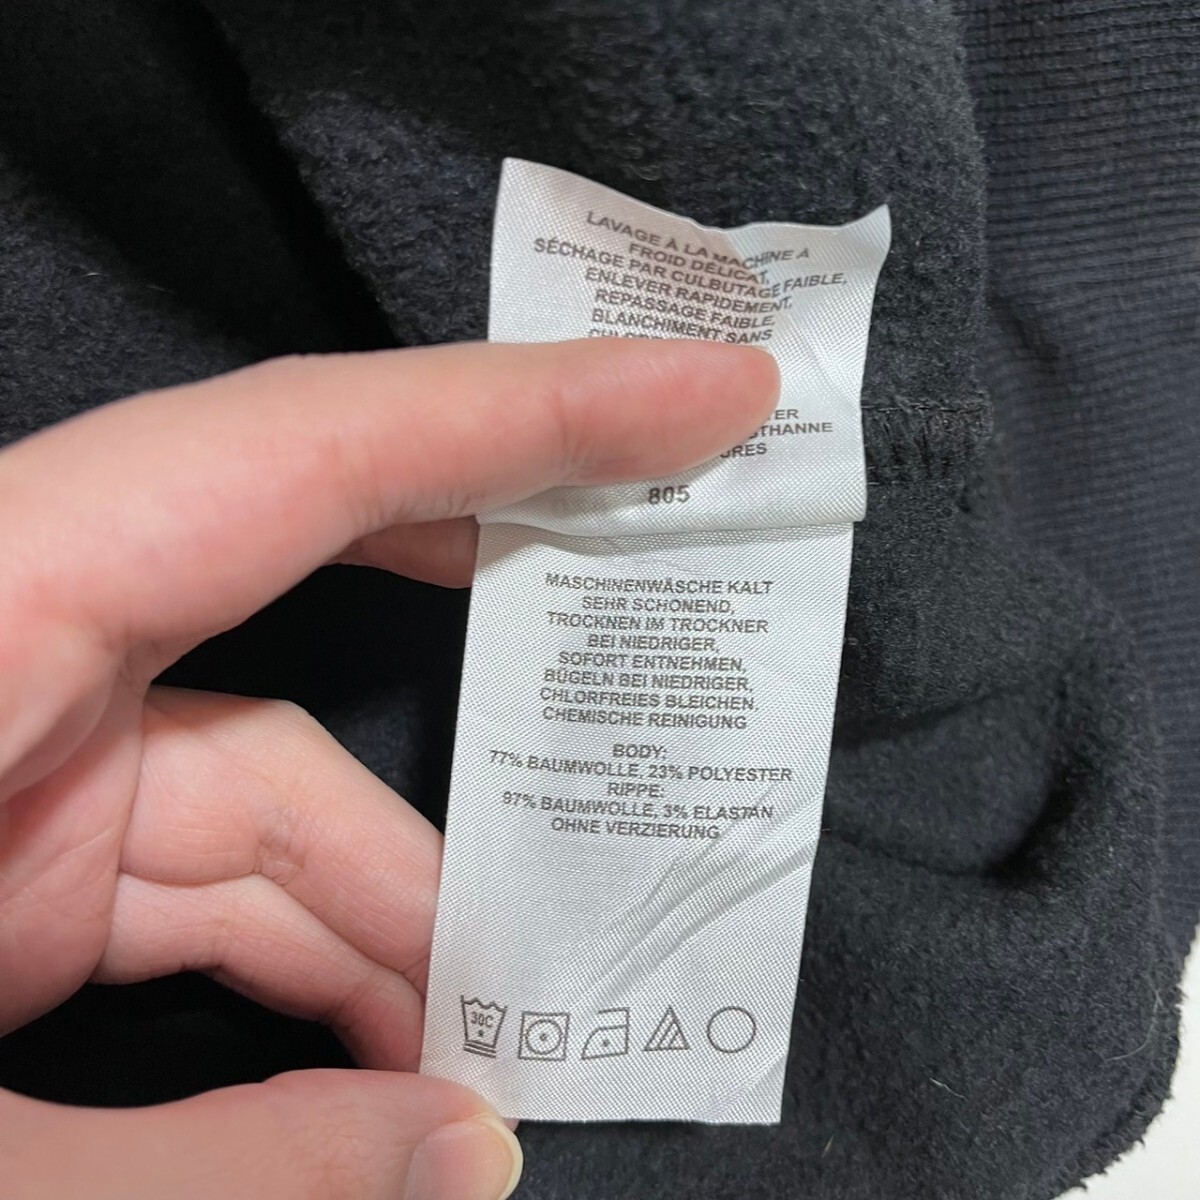 LAVAGE À LA MACHINE À
FROID DÉLICAT,
SÉCHAGE PAR CULBUTAGE FAIBLE,
ENLEVER RAPIDEMENT,
REPASSAGE FAIBLE,
BLANCHIMENT SANS
805
MASCHINENWÄSCHE KALT
SEHR SCHONEND,
TROCKNEN IM TROCKNER
BEI NIEDRIGER,
SOFORT ENTNEHMEN,
BÜGELN BEI NIEDRIGER,
CHLORFREIES BLEICHEN,
CHEMISCHE REINIGUNG
BODY:
77% BAUMWOLLE, 23% POLYESTER
RIPPE:
97% BAUMWOLLE, 3% ELASTAN
OHNE VERZIERUNG
30C